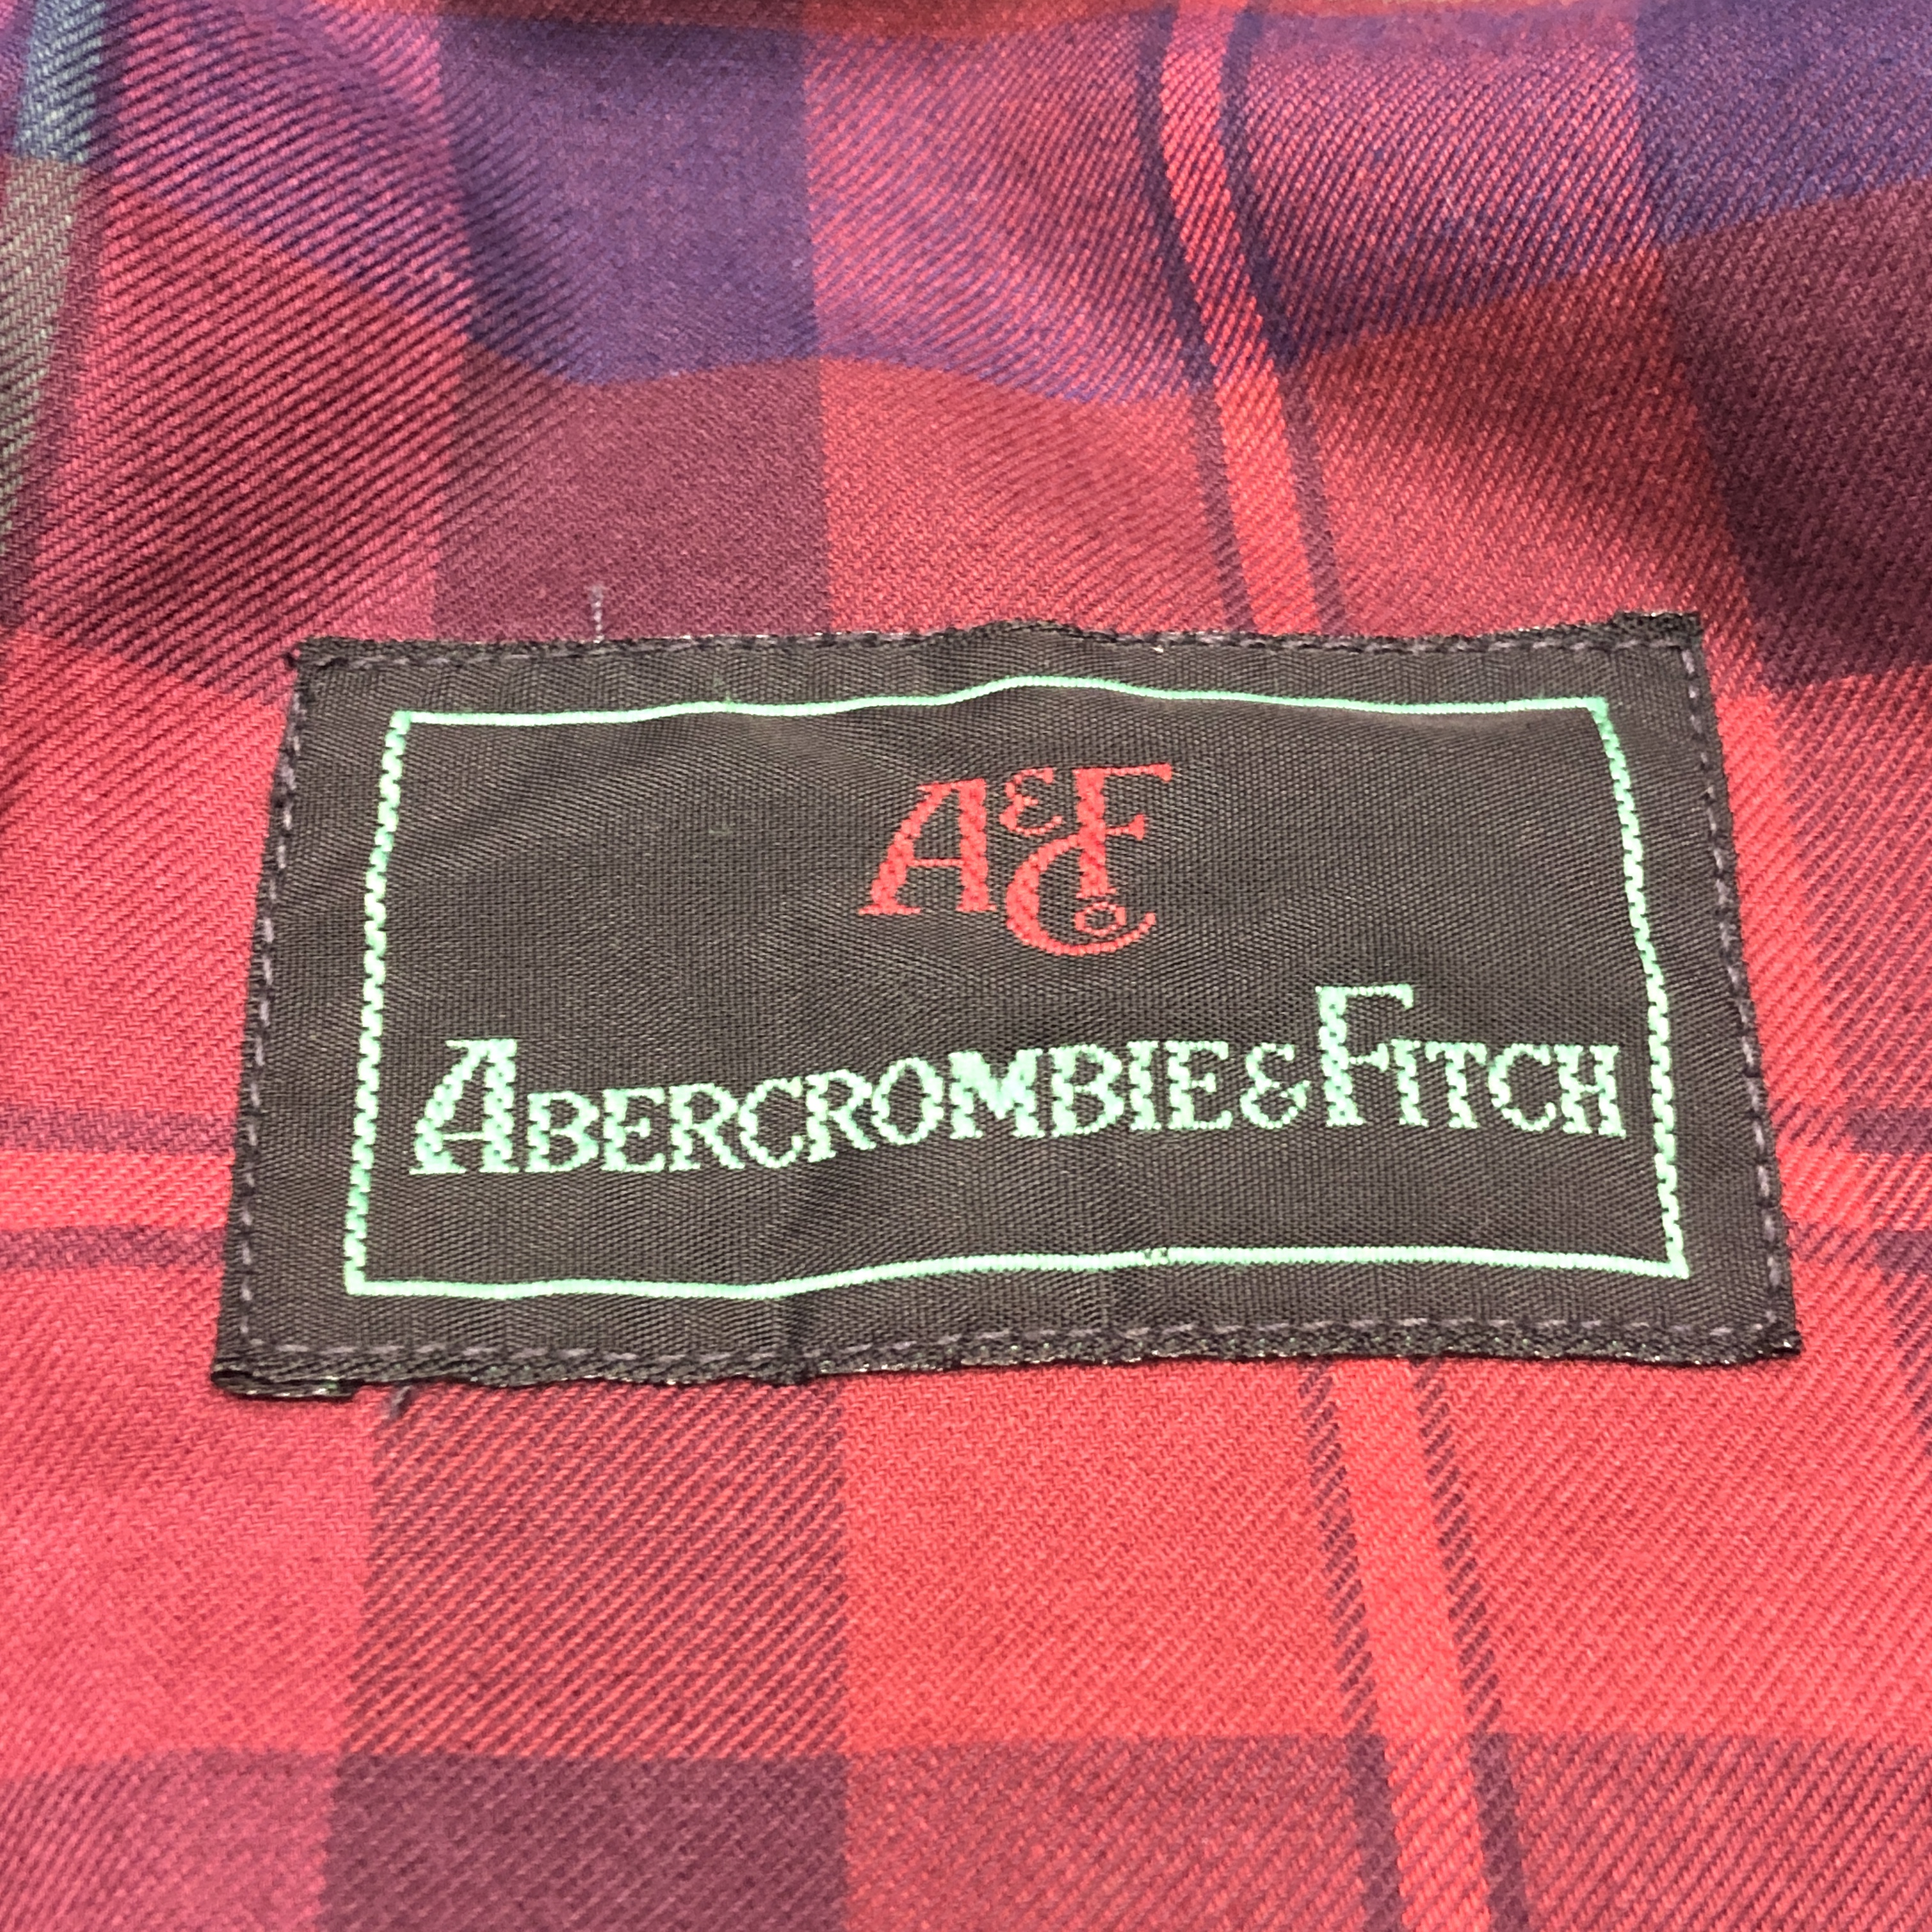 A&F Co
ABERCROMBIE & FITCH